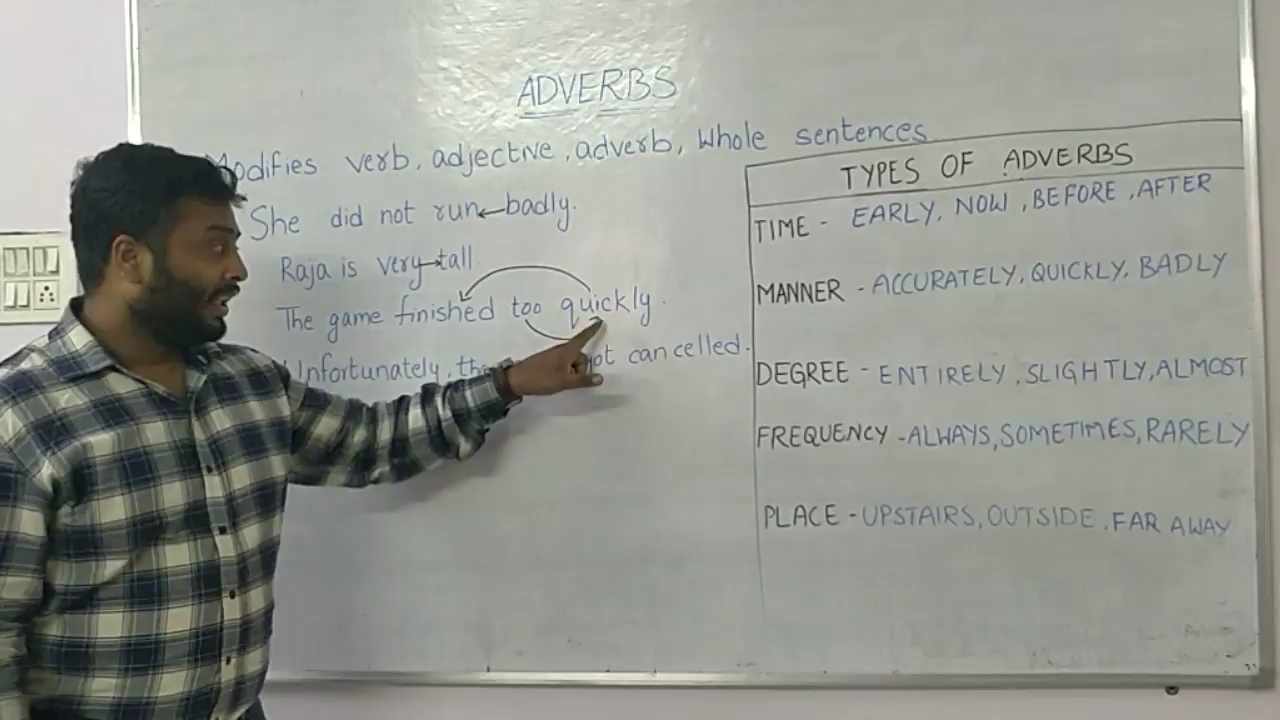 ADVERBS
Modifies verb, adjective, adverb, Whole sentences
She did not run badly.
Raja is very tall.
The game finished too quickly.
Unfortunately, got cancelled.
TYPES OF ADVERBS
TIME - EARLY, NOW, BEFORE, AFTER
MANNER - ACCURATELY, QUICKLY, BADLY
DEGREE - ENTIRELY, SLIGHTLY, ALMOST
FREQUENCY - ALWAYS, SOMETIMES, RARELY
PLACE - UPSTAIRS, OUTSIDE, FAR AWAY